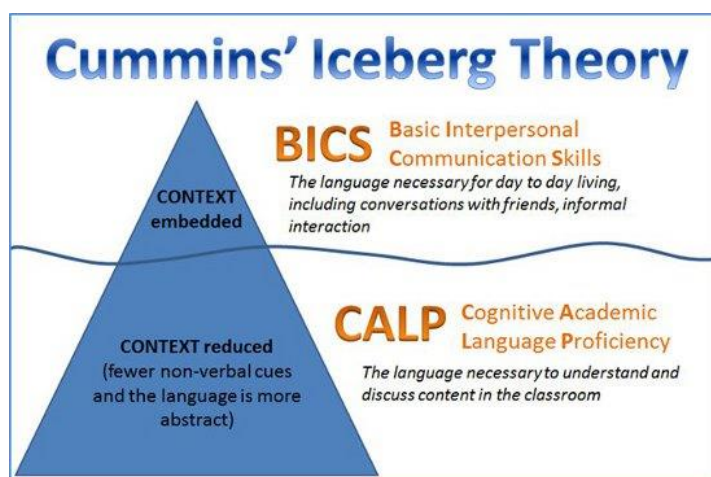 Cummins' Iceberg Theory
BICS
Basic Interpersonal
Communication Skills
The language necessary for day to day living,
including conversations with friends, informal
interaction
CONTEXT
embedded
CALP
Cognitive Academic
Language Proficiency
The language necessary to understand and
discuss content in the classroom
CONTEXT reduced
(fewer non-verbal cues
and the language is more
abstract)